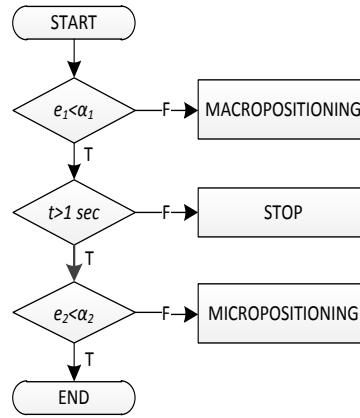 START
e₁<α₁
F
MACROPOSITIONING
T
t>1 sec
F
STOP
T
e₂<α₂
F
MICROPOSITIONING
T
END